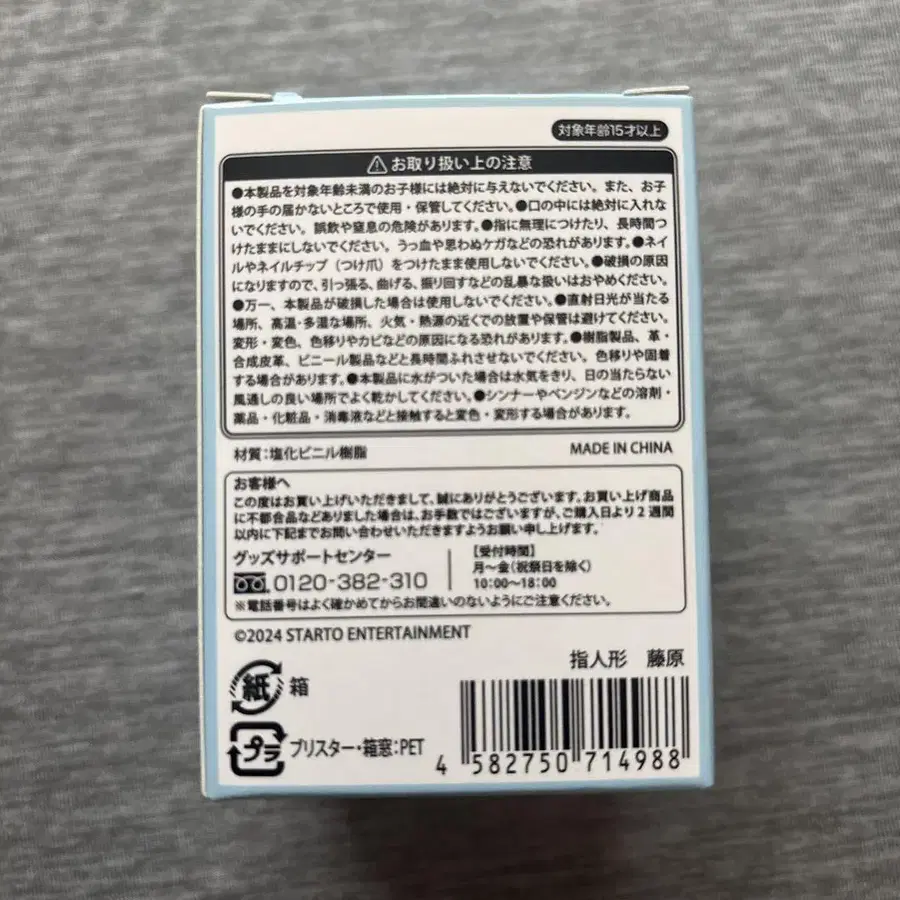 対象年齢15才以上
⚠お取り扱い上の注意
●本製品を対象年齢未満のお子様には絶対に与えないでください。また、お子
様の手の届かないところで使用・保管してください。●口の中には絶対に入れな
いでください。誤飲や窒息の危険があります。●指に無理につけたり、長時間つ
けたままにしないでください。うっ血や思わぬケガなどの恐れがあります。●ネイ
ルやネイルチップ（つけ爪）をつけたまま使用しないでください。●破損の原因
になりますので、引っ張る、曲げる、振り回すなどの乱暴な扱いはおやめください。
●万一、本製品が破損した場合は使用しないでください。●直射日光が当たる
場所、高温・多湿な場所、火気・熱源の近くでの放置や保管は避けてください。
変形・変色、色移りやカビなどの原因になる恐れがあります。●樹脂製品、革・
合成皮革、ビニール製品などと長時間ふれさせないでください。色移りや固着
する場合があります。●本製品に水がついた場合は水気をきり、日の当たらない
風通しの良い場所でよく乾かしてください。●シンナーやベンジンなどの溶剤・
薬品・化粧品・消毒液などと接触すると変色・変形する場合があります。
材質：塩化ビニル樹脂 MADE IN CHINA
お客様へ
この度はお買い上げいただきまして、誠にありがとうございます。お買い上げ商品
に不都合品などありました場合は、お手数ではございますが、ご購入日より2週間
以内に下記までお問い合わせいただきますようお願い申し上げます。
グッズサポートセンター
0120-382-310
【受付時間】
月～金（祝祭日を除く）
10:00～18:00
※電話番号はよく確かめてからお間違いのないようにご注意ください。
©2024 STARTO ENTERTAINMENT
指人形 藤原
紙 箱
プラ ブリスター・箱窓：PET
4 582750 714988